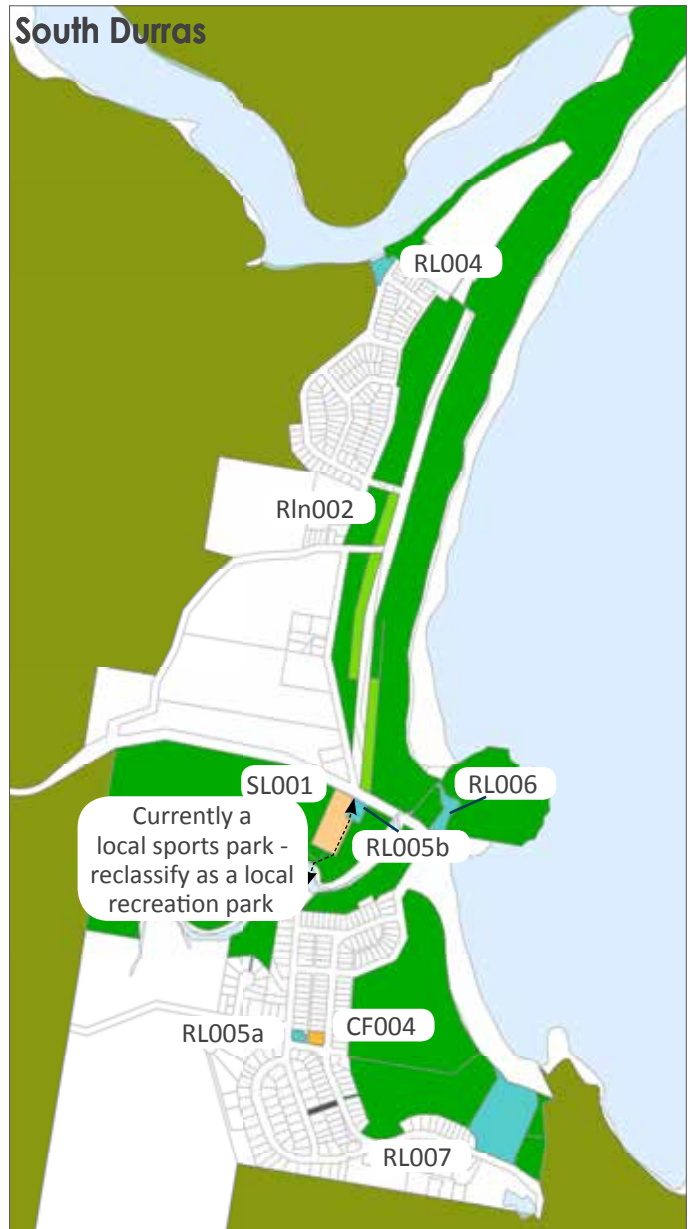 South Durras
RL004
Rln002
SL001
RL006
Currently a
local sports park -
reclassify as a local
recreation park
RL005b
RL005a
CF004
RL007